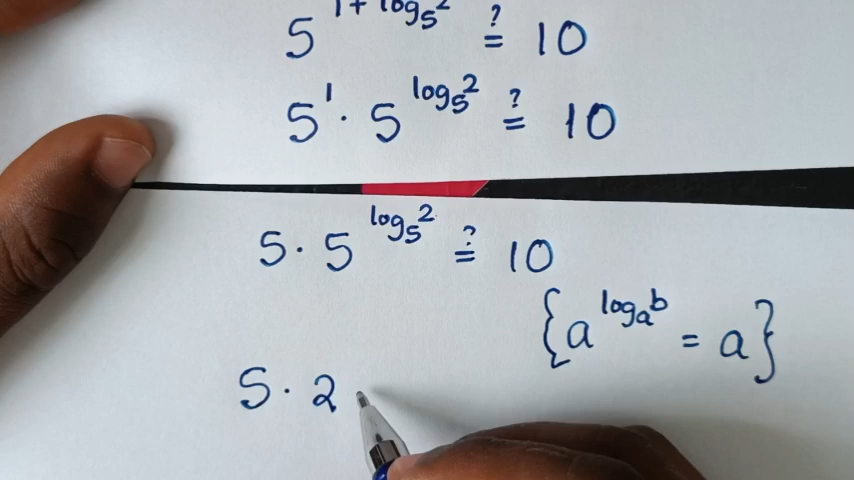 5^{1 + log_5 2} ?= 10
5^1 · 5^{log_5 2} ?= 10
5 · 5^{log_5 2} ?= 10
{a^{log_a b} = a}
5 · 2